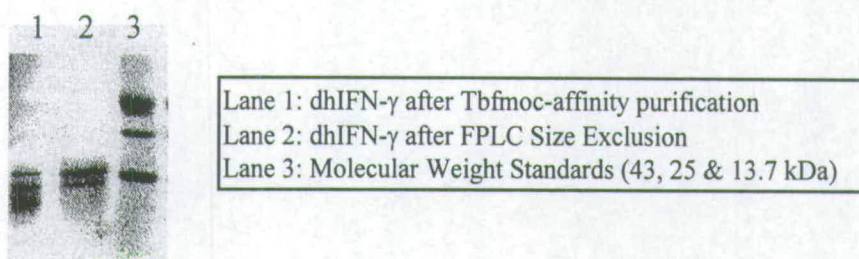 1 2 3
Lane 1: dhIFN-γ after Tbfmoc-affinity purification
Lane 2: dhIFN-γ after FPLC Size Exclusion
Lane 3: Molecular Weight Standards (43, 25 & 13.7 kDa)